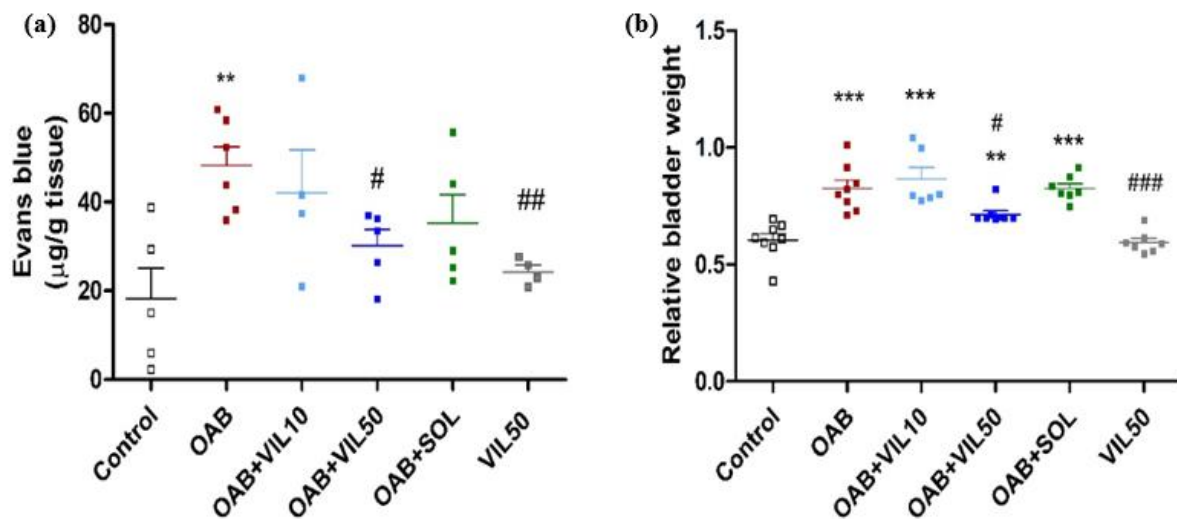 (a)
Evans blue
(µg/g tissue)
80
60
40
20
0
**
#
##
Control
OAB
OAB+VIL10
OAB+VIL50
OAB+SOL
VIL50
(b)
Relative bladder weight
1.5
1.0
0.5
0.0
***
***
#
**
***
###
Control
OAB
OAB+VIL10
OAB+VIL50
OAB+SOL
VIL50